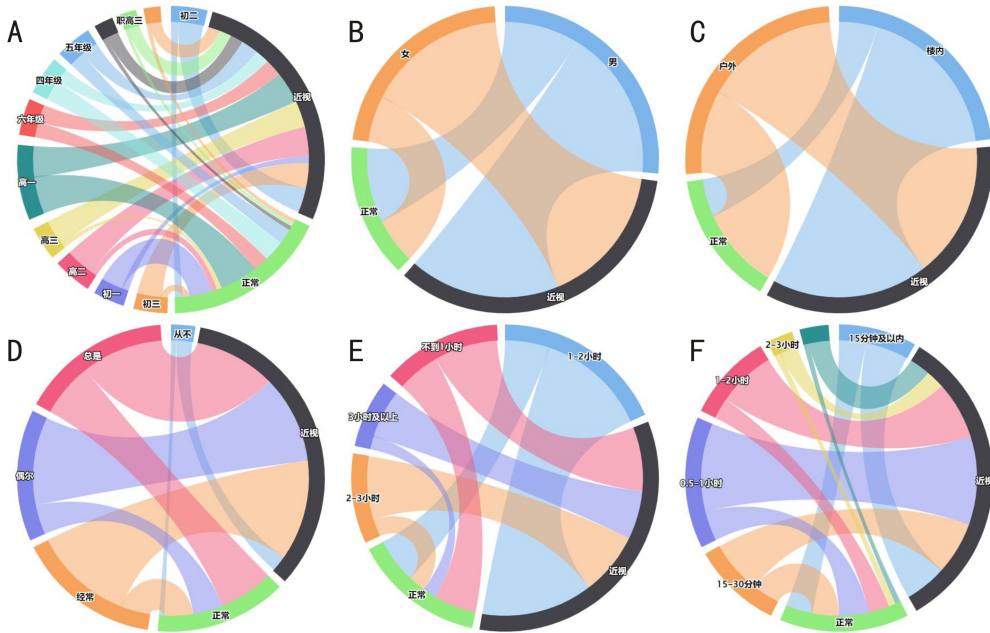 A
职高三
初二
五年级
四年级
六年级
近视
高一
高三
高二
初一
初三
正常
B
女
男
正常
近视
C
户外
楼内
正常
近视
D
总是
从不
近视
偶尔
经常
正常
E
不到1小时
1-2小时
3小时及以上
2-3小时
近视
正常
F
2-3小时
15分钟及以内
1-2小时
近视
0.5-1小时
15-30分钟
正常